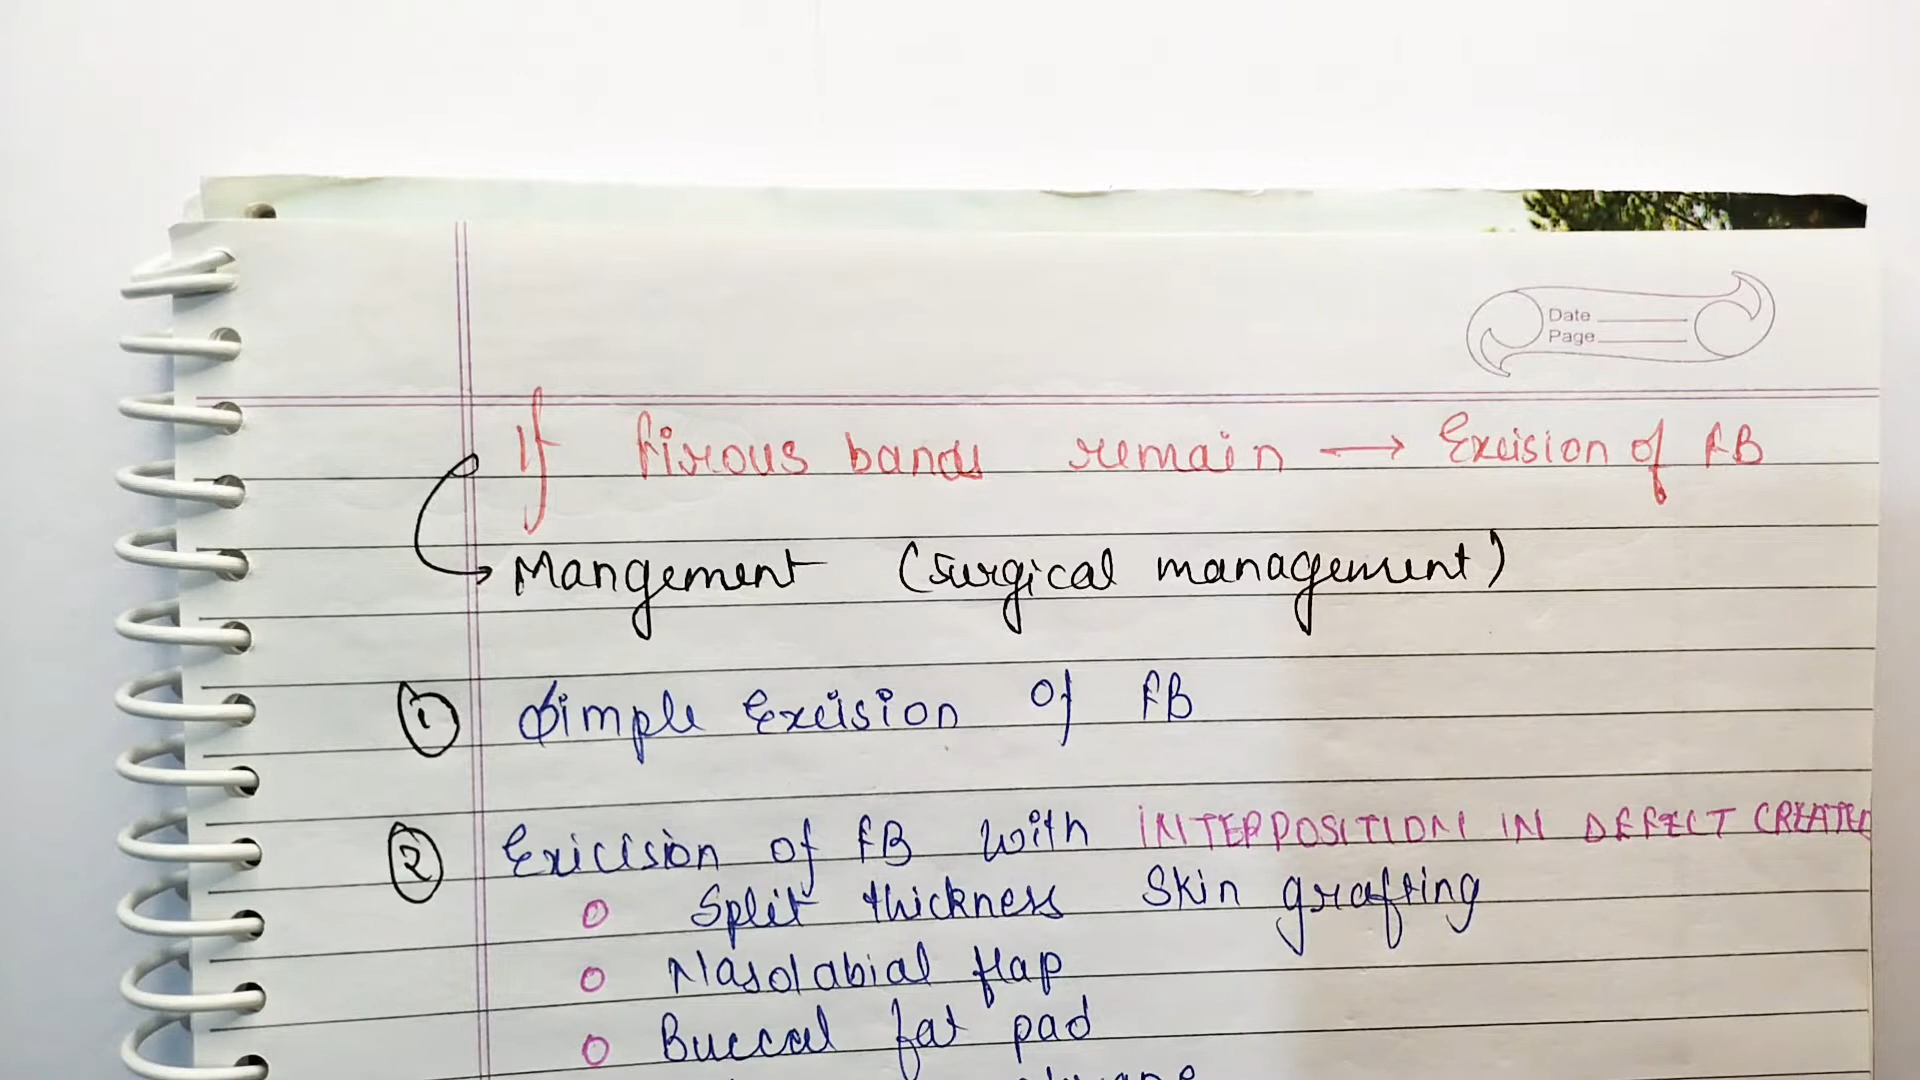 Date
Page
If firous bands remain → Excision of FB
Mangement (surgical management)
① Simple Excision of FB
② Exicision of FB with INTERPOSITION IN DEFECT CREATED
o Split thickness skin grafting
o Nasolabial flap
o Buccal fat pad